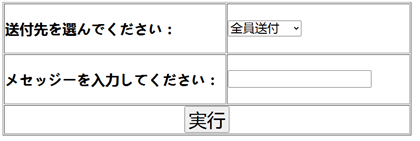 送付先を選んでください：
全員送付
メセッジーを入力してください：
実行